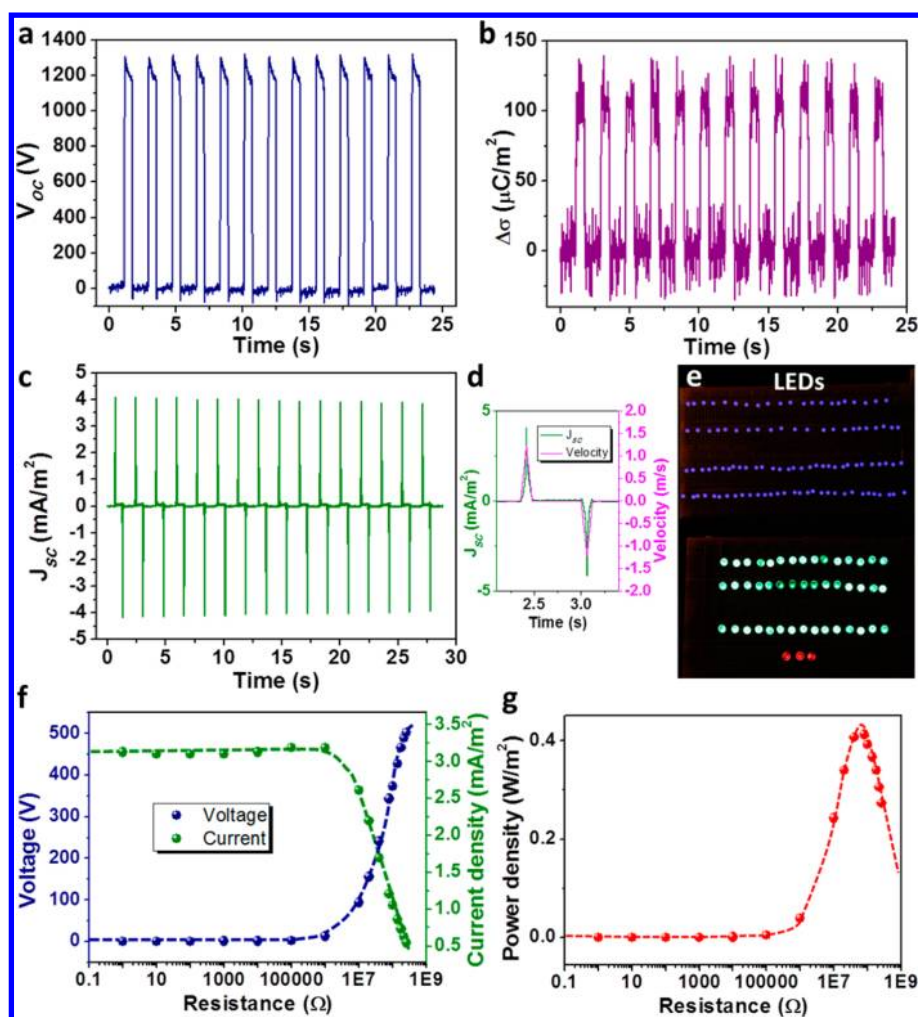 a
1400
1200
1000
800
600
400
200
0
V_OC (V)
0 5 10 15 20 25
Time (s)
b
150
100
50
0
Δσ (μC/m²)
0 5 10 15 20 25
Time (s)
c
5
4
3
2
1
0
-1
-2
-3
-4
-5
J_SC (mA/m²)
0 5 10 15 20 25 30
Time (s)
d
5
0
-5
J_sc (mA/m²)
J_sc
Velocity
2.0
1.5
1.0
0.5
0.0
-0.5
-1.0
-1.5
-2.0
Velocity (m/s)
2.5 3.0
Time (s)
e
LEDs
f
500
400
300
200
100
0
Voltage (V)
Voltage
Current
3.5
3.0
2.5
2.0
1.5
1.0
0.5
Current density (mA/m²)
0.1 10 1000 100000 1E7 1E9
Resistance (Ω)
g
0.4
0.2
0.0
Power density (W/m²)
0.1 10 1000 100000 1E7 1E9
Resistance (Ω)